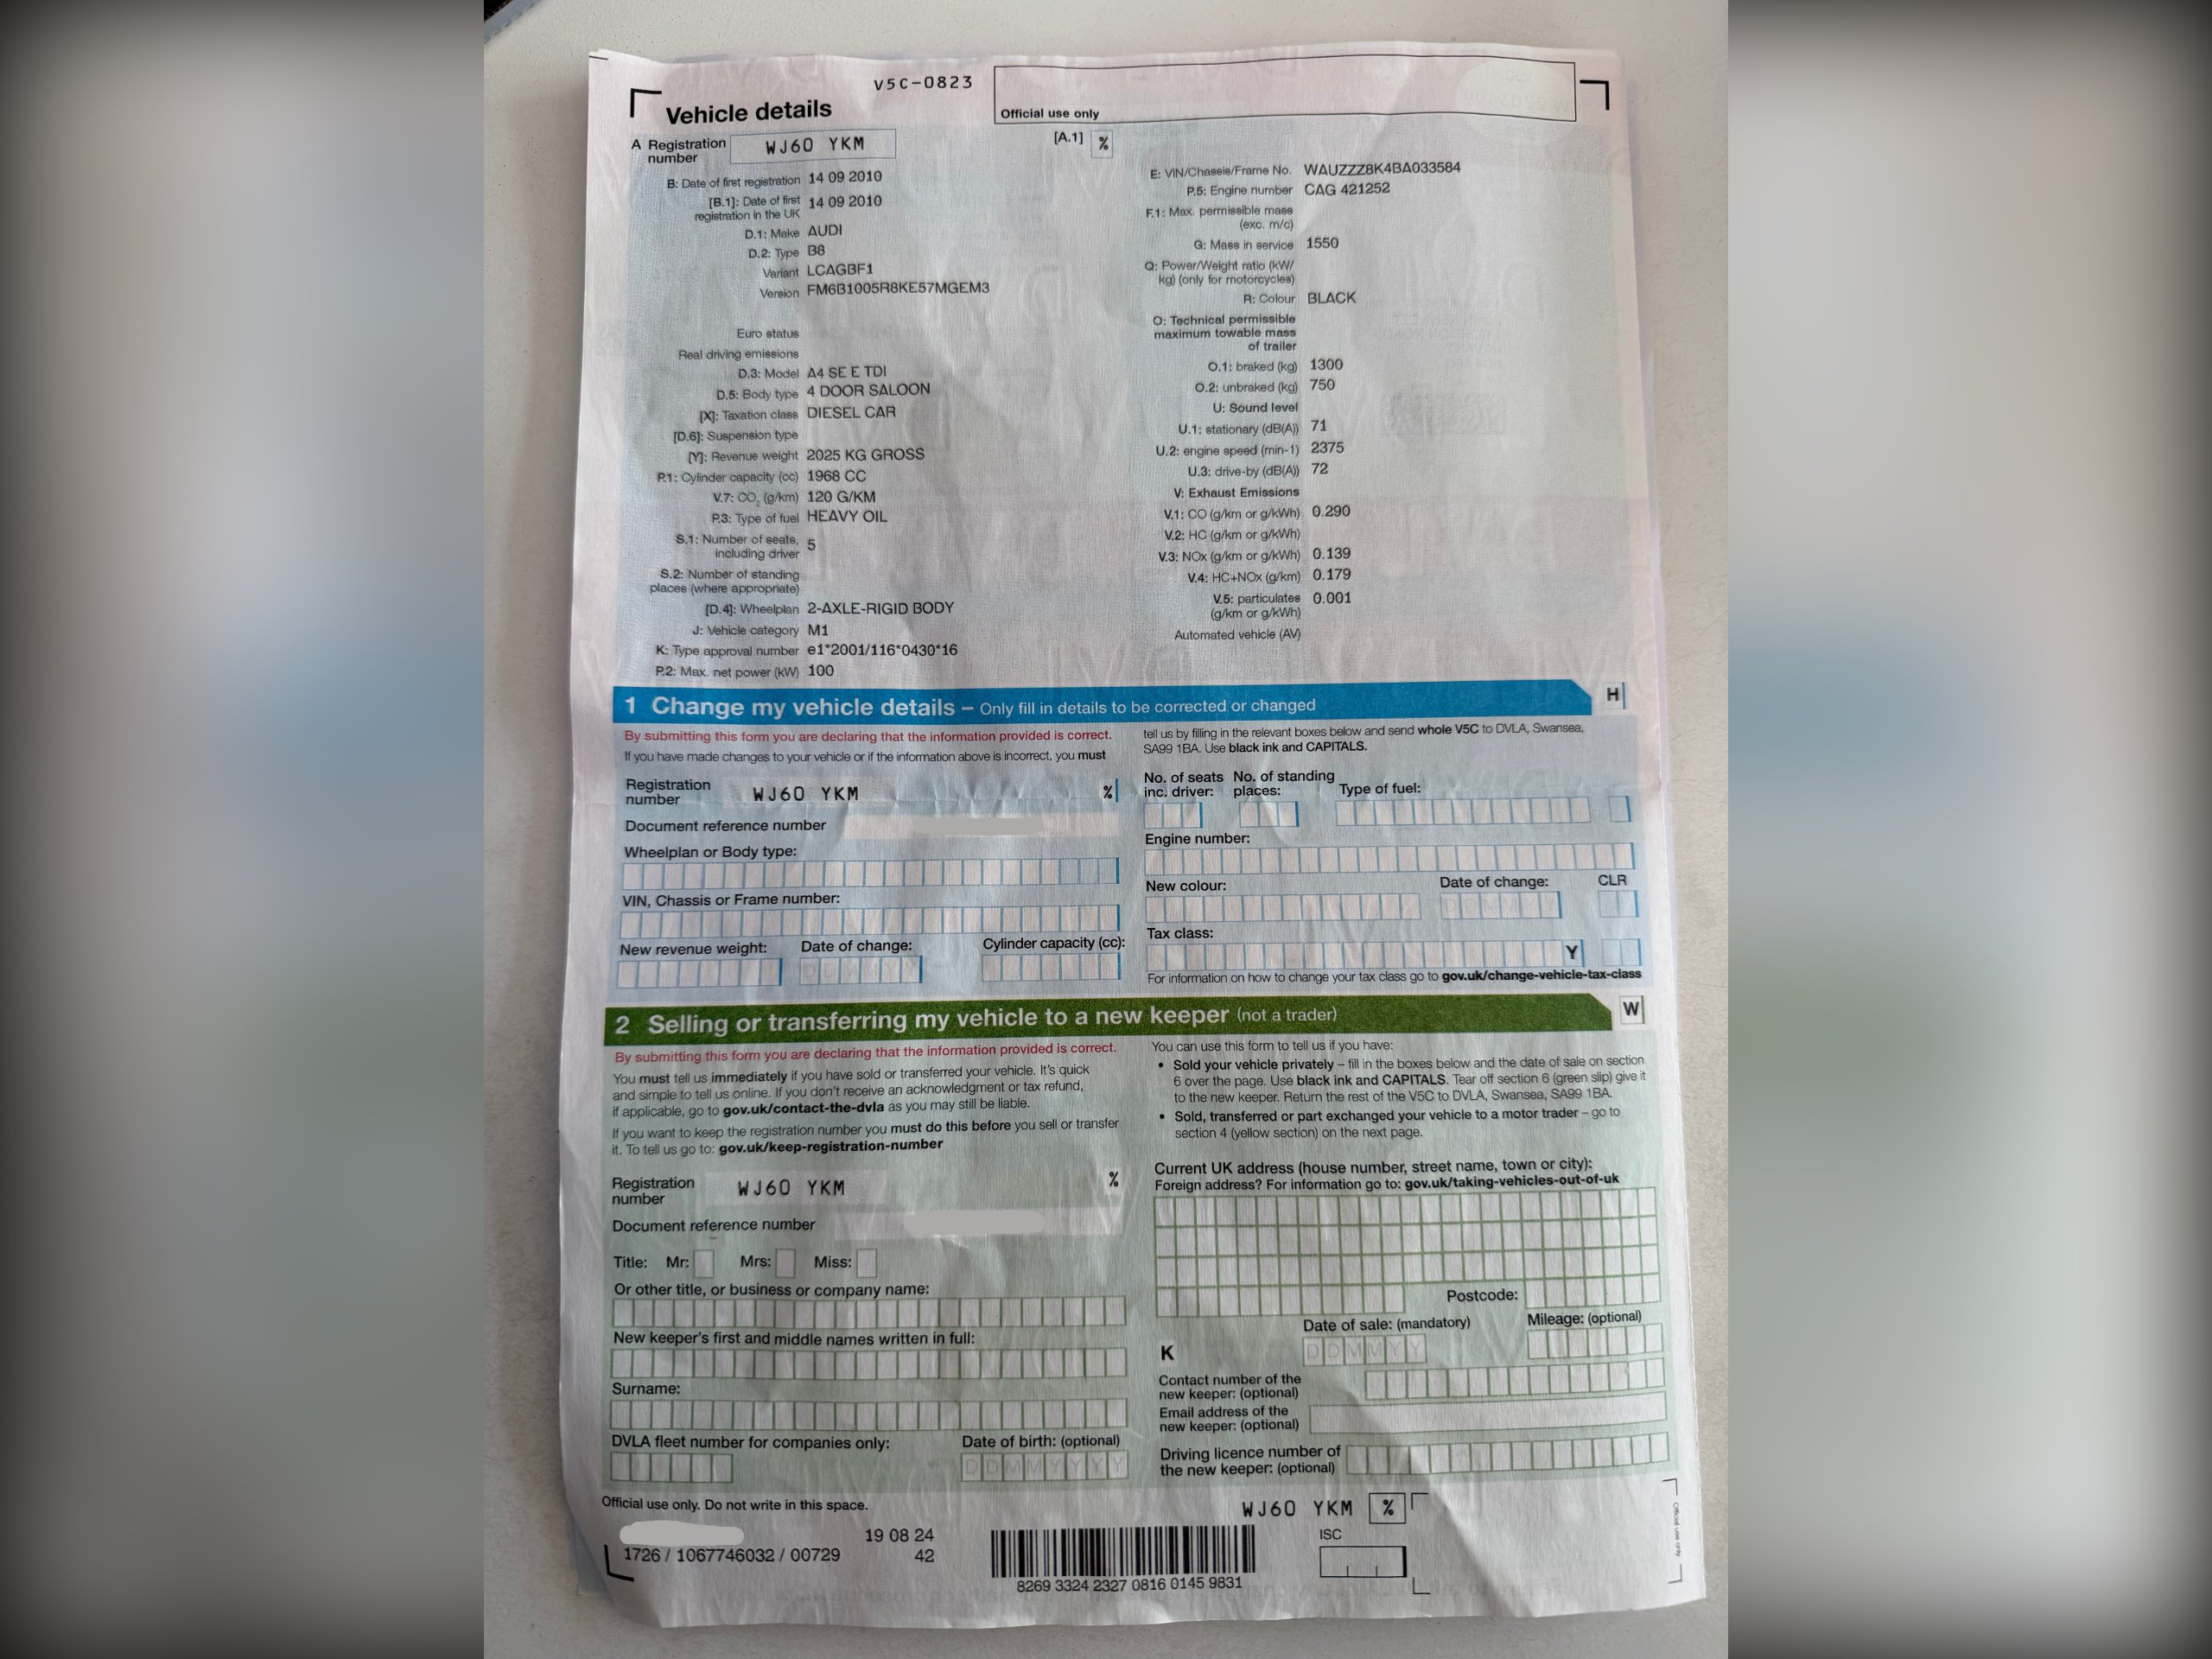 V5C-0823
Vehicle details
Official use only
A Registration number WJ60 YKM
[A.1] %
B: Date of first registration 14 09 2010
[B.1]: Date of first registration in the UK 14 09 2010
D.1: Make AUDI
D.2: Type B8
Variant LCAGBF1
Version FM6B1005R8KE57MGEM3
Euro status
Real driving emissions
D.3: Model A4 SE E TDI
D.5: Body type 4 DOOR SALOON
[X]: Taxation class DIESEL CAR
[D.6]: Suspension type
[Y]: Revenue weight 2025 KG GROSS
P.1: Cylinder capacity (cc) 1968 CC
V.7: CO₂ (g/km) 120 G/KM
P.3: Type of fuel HEAVY OIL
S.1: Number of seats, including driver 5
S.2: Number of standing places (where appropriate)
[D.4]: Wheelplan 2-AXLE-RIGID BODY
J: Vehicle category M1
K: Type approval number e1*2001/116*0430*16
P.2: Max. net power (kW) 100
E: VIN/Chassis/Frame No. WAUZZZ8K4BA033584
P.5: Engine number CAG 421252
F.1: Max. permissible mass (exc. m/c)
G: Mass in service 1550
Q: Power/Weight ratio (kW/kg) (only for motorcycles)
R: Colour BLACK
O: Technical permissible maximum towable mass of trailer
O.1: braked (kg) 1300
O.2: unbraked (kg) 750
U: Sound level
U.1: stationary (dB(A)) 71
U.2: engine speed (min-1) 2375
U.3: drive-by (dB(A)) 72
V: Exhaust Emissions
V.1: CO (g/km or g/kWh) 0.290
V.2: HC (g/km or g/kWh)
V.3: NOx (g/km or g/kWh) 0.139
V.4: HC+NOx (g/km) 0.179
V.5: particulates (g/km or g/kWh) 0.001
Automated vehicle (AV)
1 Change my vehicle details – Only fill in details to be corrected or changed
H
By submitting this form you are declaring that the information provided is correct.
If you have made changes to your vehicle or if the information above is incorrect, you must
tell us by filling in the relevant boxes below and send whole V5C to DVLA, Swansea,
SA99 1BA. Use black ink and CAPITALS.
Registration number WJ60 YKM %
Document reference number
Wheelplan or Body type:
VIN, Chassis or Frame number:
New revenue weight: Date of change: Cylinder capacity (cc):
DDMMYY
No. of seats inc. driver: No. of standing places: Type of fuel:
Engine number:
New colour: Date of change: CLR
DDMMYY
Tax class:
Y
For information on how to change your tax class go to gov.uk/change-vehicle-tax-class
2 Selling or transferring my vehicle to a new keeper (not a trader)
W
By submitting this form you are declaring that the information provided is correct.
You must tell us immediately if you have sold or transferred your vehicle. It's quick
and simple to tell us online. If you don't receive an acknowledgment or tax refund,
if applicable, go to gov.uk/contact-the-dvla as you may still be liable.
If you want to keep the registration number you must do this before you sell or transfer
it. To tell us go to: gov.uk/keep-registration-number
Registration number WJ60 YKM %
Document reference number
Title: Mr: Mrs: Miss:
Or other title, or business or company name:
New keeper's first and middle names written in full:
Surname:
DVLA fleet number for companies only: Date of birth: (optional)
DDMMYYYY
You can use this form to tell us if you have:
• Sold your vehicle privately – fill in the boxes below and the date of sale on section
6 over the page. Use black ink and CAPITALS. Tear off section 6 (green slip) give it
to the new keeper. Return the rest of the V5C to DVLA, Swansea, SA99 1BA.
• Sold, transferred or part exchanged your vehicle to a motor trader – go to
section 4 (yellow section) on the next page.
Current UK address (house number, street name, town or city):
Foreign address? For information go to: gov.uk/taking-vehicles-out-of-uk
Postcode:
Date of sale: (mandatory) Mileage: (optional)
K DDMMYY
Contact number of the new keeper: (optional)
Email address of the new keeper: (optional)
Driving licence number of the new keeper: (optional)
Official use only. Do not write in this space.
19 08 24
1726 / 1067746032 / 00729 42
8269 3324 2327 0816 0145 9831
WJ60 YKM %
ISC
Official use only